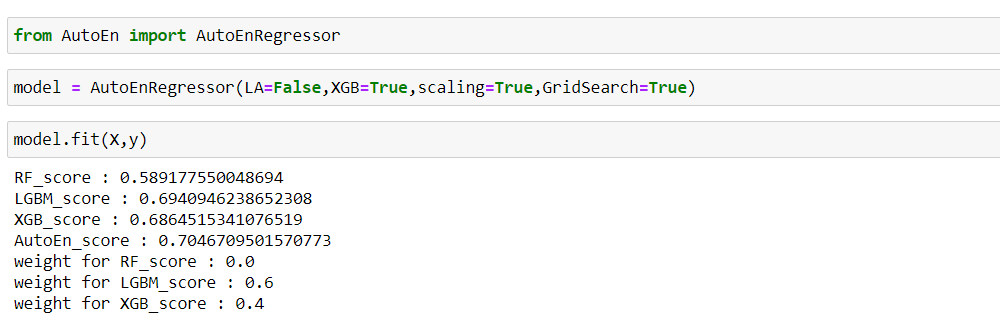 from AutoEn import AutoEnRegressor
model = AutoEnRegressor(LA=False,XGB=True,scaling=True,GridSearch=True)
model.fit(X,y)
RF_score : 0.589177550048694
LGBM_score : 0.6940946238652308
XGB_score : 0.6864515341076519
AutoEn_score : 0.7046709501570773
weight for RF_score : 0.0
weight for LGBM_score : 0.6
weight for XGB_score : 0.4